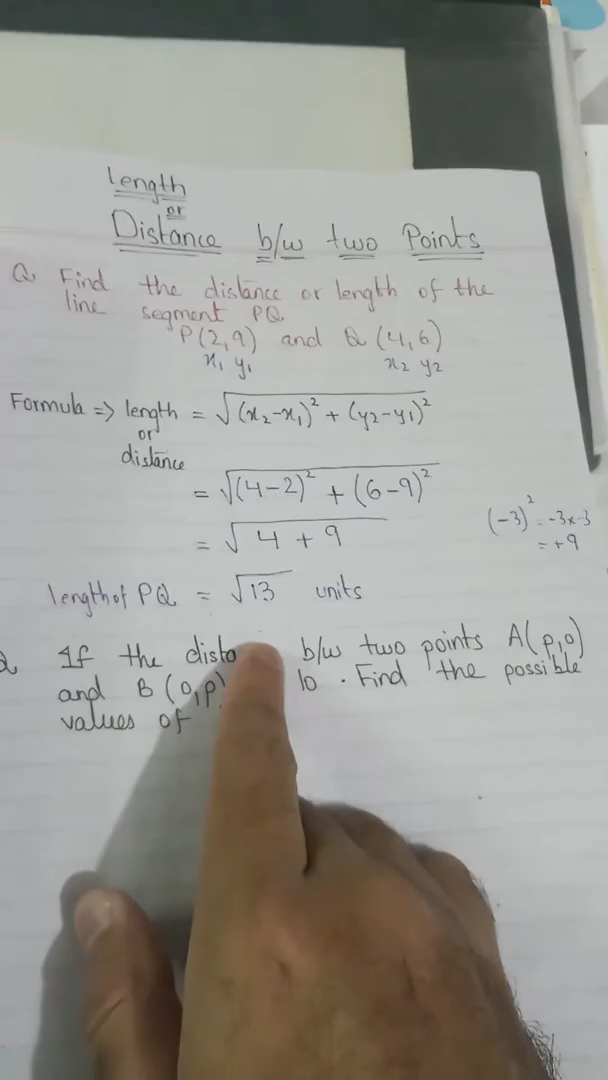 Length
or
Distance b/w two Points
Q Find the distance or length of the
line segment PQ
P(2,9) and Q (4,6)
x₁ y₁ x₂ y₂
Formula => length = √(x₂-x₁)² + (y₂-y₁)²
or
distance
= √(4-2)² + (6-9)²
= √4 + 9
(-3)² = -3x-3
= +9
length of PQ = √13 units
If the b/w two points A(p,0)
and B(0,p) 10 . Find the possible
values of